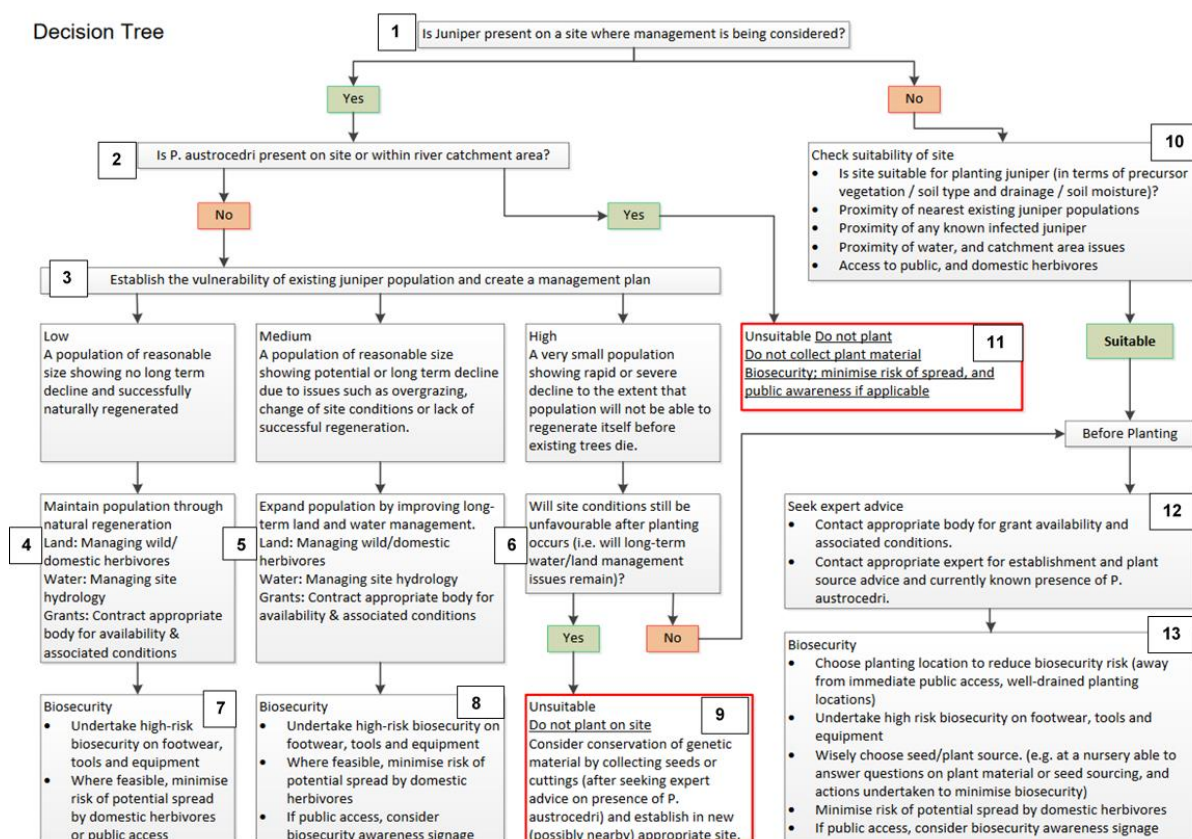 Decision Tree
1
Is Juniper present on a site where management is being considered?
Yes
No
2
Is P. austrocedri present on site or within river catchment area?
10
Check suitability of site
• Is site suitable for planting juniper (in terms of precursor
vegetation / soil type and drainage / soil moisture)?
• Proximity of nearest existing juniper populations
• Proximity of any known infected juniper
• Proximity of water, and catchment area issues
• Access to public, and domestic herbivores
No
Yes
3
Establish the vulnerability of existing juniper population and create a management plan
Low
A population of reasonable
size showing no long term
decline and successfully
naturally regenerated
Medium
A population of reasonable size
showing potential or long term decline
due to issues such as overgrazing,
change of site conditions or lack of
successful regeneration.
High
A very small population
showing rapid or severe
decline to the extent that
population will not be able to
regenerate itself before
existing trees die.
11
Unsuitable Do not plant
Do not collect plant material
Biosecurity; minimise risk of spread, and
public awareness if applicable
Suitable
Before Planting
4
Maintain population through
natural regeneration
Land: Managing wild/
domestic herbivores
Water: Managing site
hydrology
Grants: Contract appropriate
body for availability &
associated conditions
5
Expand population by improving long-
term land and water management.
Land: Managing wild/domestic
herbivores
Water: Managing site hydrology
Grants: Contract appropriate body for
availability & associated conditions
6
Will site conditions still be
unfavourable after planting
occurs (i.e. will long-term
water/land management
issues remain)?
Yes
No
12
Seek expert advice
• Contact appropriate body for grant availability and
associated conditions.
• Contact appropriate expert for establishment and plant
source advice and currently known presence of P.
austrocedri.
7
Biosecurity
• Undertake high-risk
biosecurity on footwear,
tools and equipment
• Where feasible, minimise
risk of potential spread
by domestic herbivores
or public access
8
Biosecurity
• Undertake high-risk biosecurity on
footwear, tools and equipment
• Where feasible, minimise risk of
potential spread by domestic
herbivores
• If public access, consider
biosecurity awareness signage
9
Unsuitable
Do not plant on site
Consider conservation of genetic
material by collecting seeds or
cuttings (after seeking expert
advice on presence of P.
austrocedri) and establish in new
(possibly nearby) appropriate site.
13
Biosecurity
• Choose planting location to reduce biosecurity risk (away
from immediate public access, well-drained planting
locations)
• Undertake high risk biosecurity on footwear, tools and
equipment
• Wisely choose seed/plant source. (e.g. at a nursery able to
answer questions on plant material or seed sourcing, and
actions undertaken to minimise biosecurity)
• Minimise risk of potential spread by domestic herbivores
• If public access, consider biosecurity awareness signage